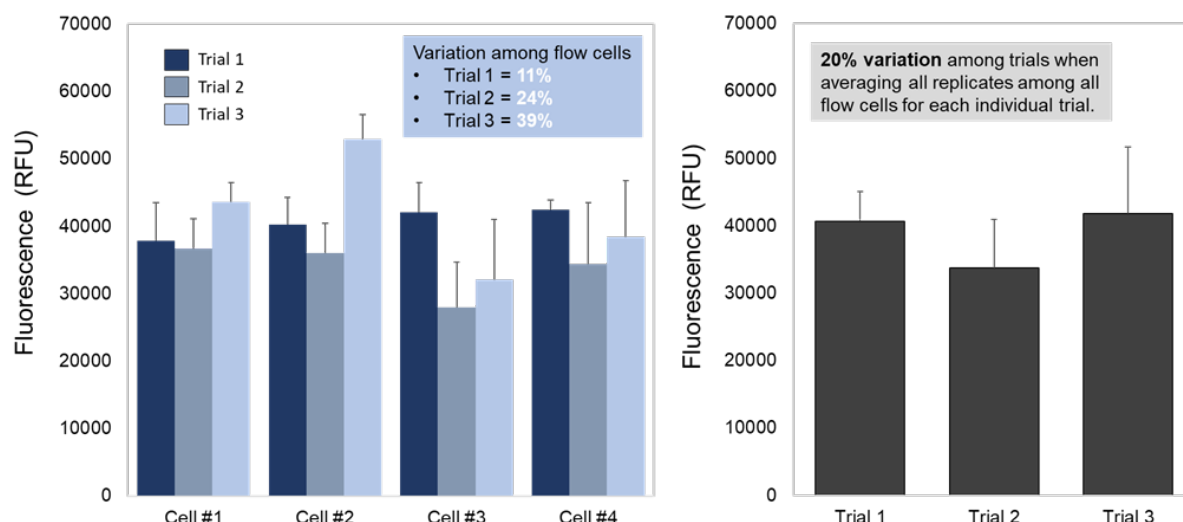 70000
60000
50000
40000
30000
20000
10000
0
Fluorescence (RFU)
Trial 1
Trial 2
Trial 3
Variation among flow cells
• Trial 1 = 11%
• Trial 2 = 24%
• Trial 3 = 39%
Cell #1
Cell #2
Cell #3
Cell #4
70000
60000
50000
40000
30000
20000
10000
0
Fluorescence (RFU)
20% variation among trials when
averaging all replicates among all
flow cells for each individual trial.
Trial 1
Trial 2
Trial 3